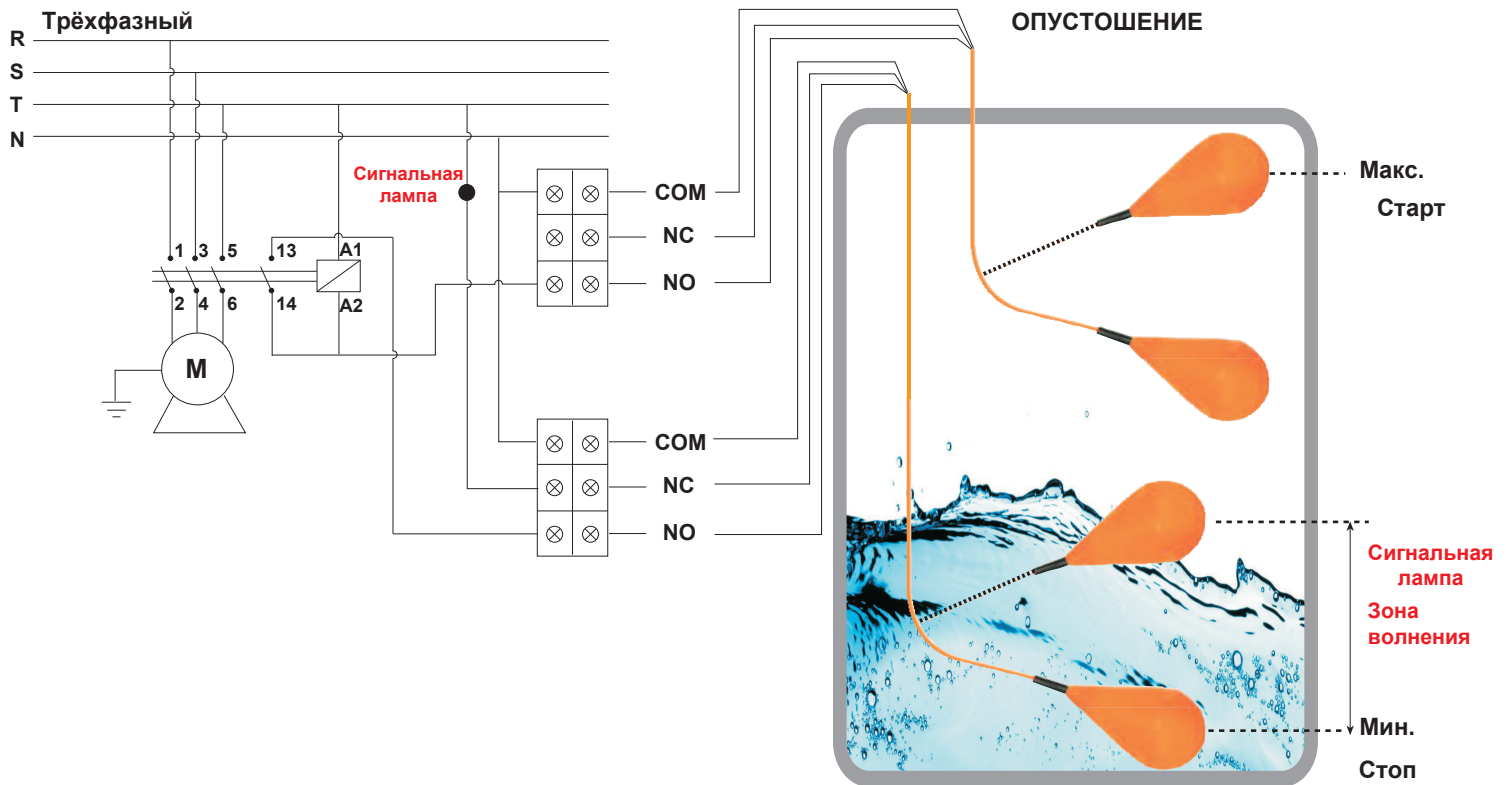 Трёхфазный
ОПУСТОШЕНИЕ
R
S
T
N
Сигнальная
лампа
COM
NC
NO
1 3 5 13 A1
2 4 6 14 A2
M
COM
NC
NO
Макс.
Старт
Сигнальная
лампа
Зона
волнения
Мин.
Стоп